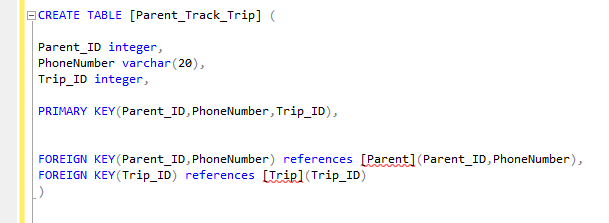 CREATE TABLE [Parent_Track_Trip] (
Parent_ID integer,
PhoneNumber varchar(20),
Trip_ID integer,
PRIMARY KEY(Parent_ID,PhoneNumber,Trip_ID),
FOREIGN KEY(Parent_ID,PhoneNumber) references [Parent](Parent_ID,PhoneNumber),
FOREIGN KEY(Trip_ID) references [Trip](Trip_ID)
)